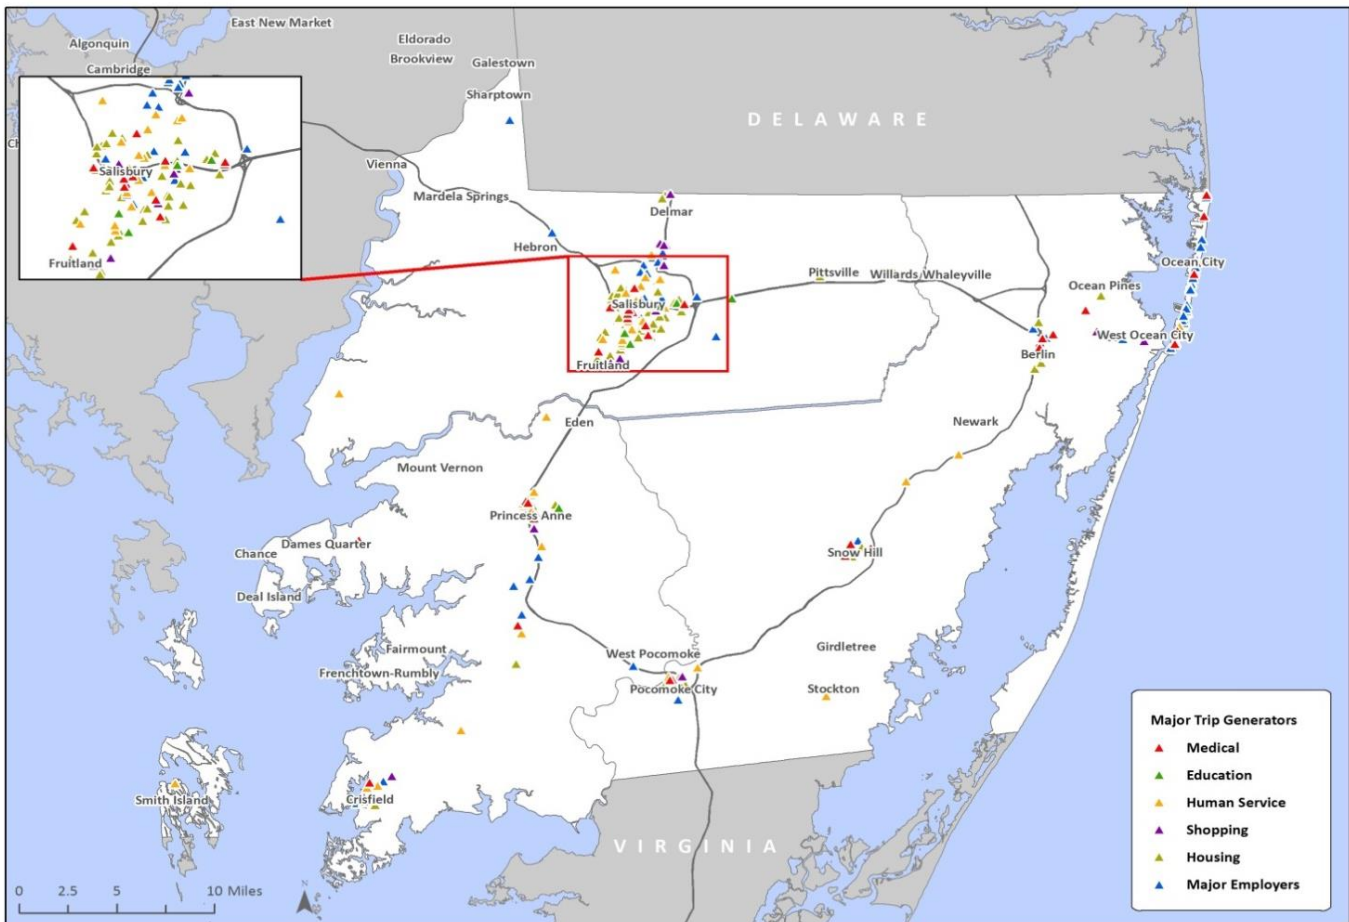 East New Market
Algonquin
Eldorado
Brookview
Galestown
Cambridge
Sharptown
DELAWARE
Ch
Salisbury
Fruitland
Vienna
Mardela Springs
Delmar
Hebron
Pittsville
Willards
Whaleyville
Ocean City
Ocean Pines
Salisbury
West Ocean City
Berlin
Fruitland
Eden
Newark
Mount Vernon
Princess Anne
Dames Quarter
Chance
Snow Hill
Deal Island
Fairmount
West Pocomoke
Girdletree
Frenchtown-Rumbly
Pocomoke City
Stockton
Smith Island
Crisfield
VIRGINIA
Major Trip Generators
Medical
Education
Human Service
Shopping
Housing
Major Employers
0 2.5 5 10 Miles
N